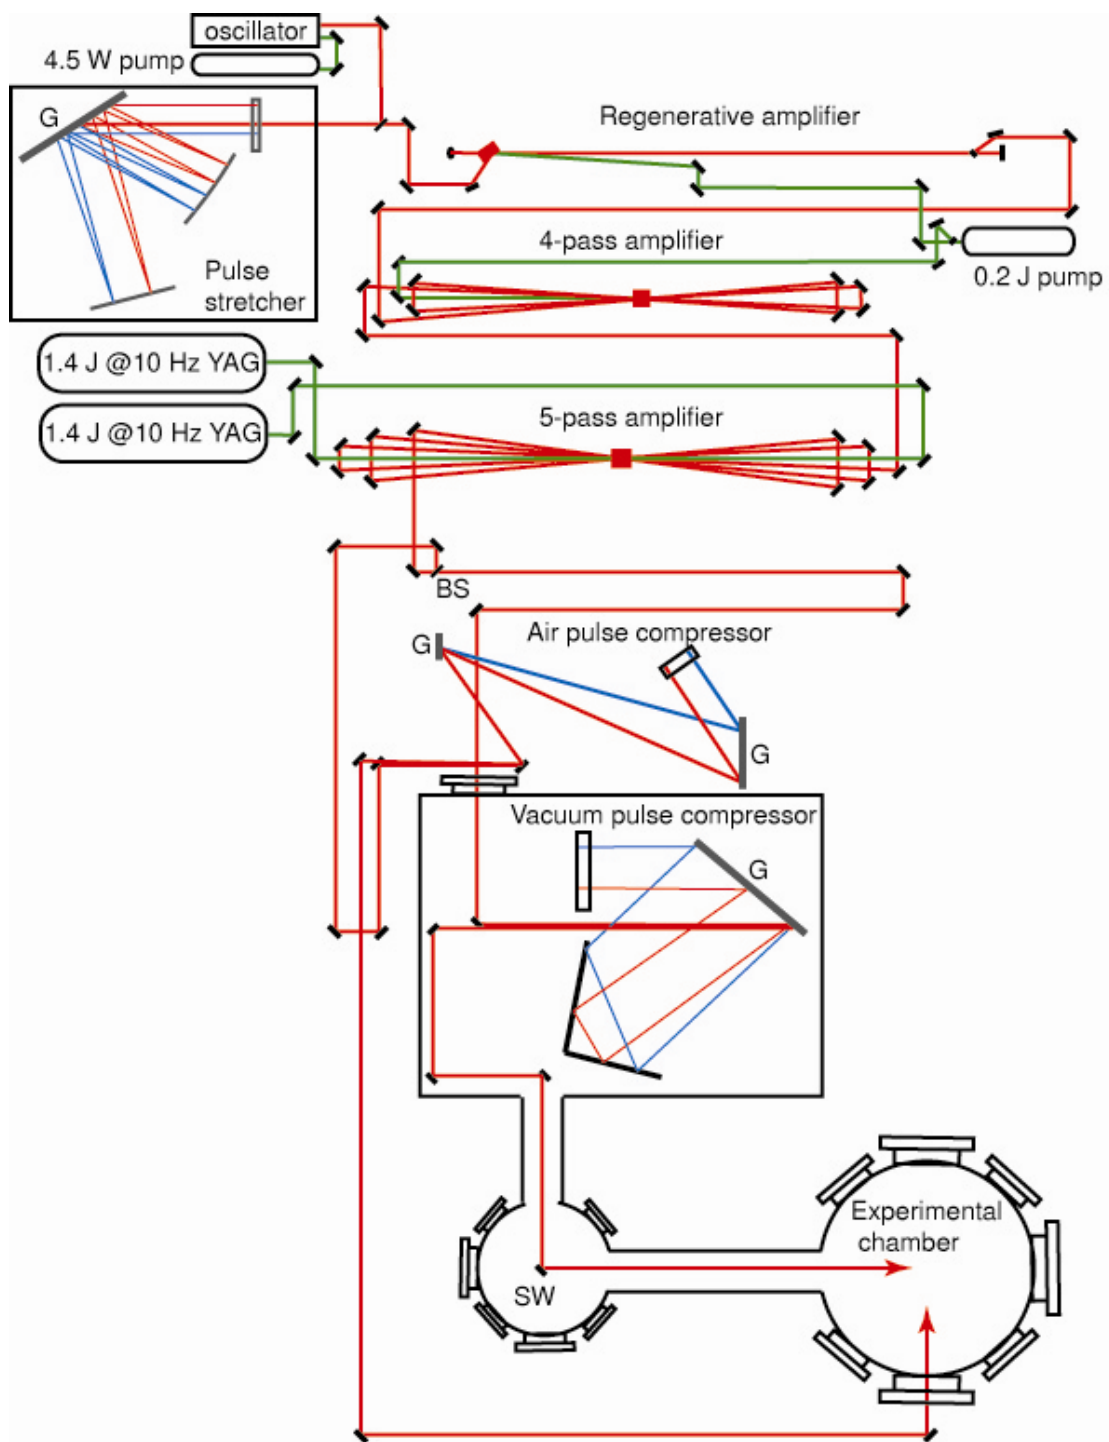 oscillator
4.5 W pump
G
Regenerative amplifier
4-pass amplifier
0.2 J pump
Pulse
stretcher
1.4 J @10 Hz YAG
1.4 J @10 Hz YAG
5-pass amplifier
BS
Air pulse compressor
G
G
Vacuum pulse compressor
G
Experimental
chamber
SW